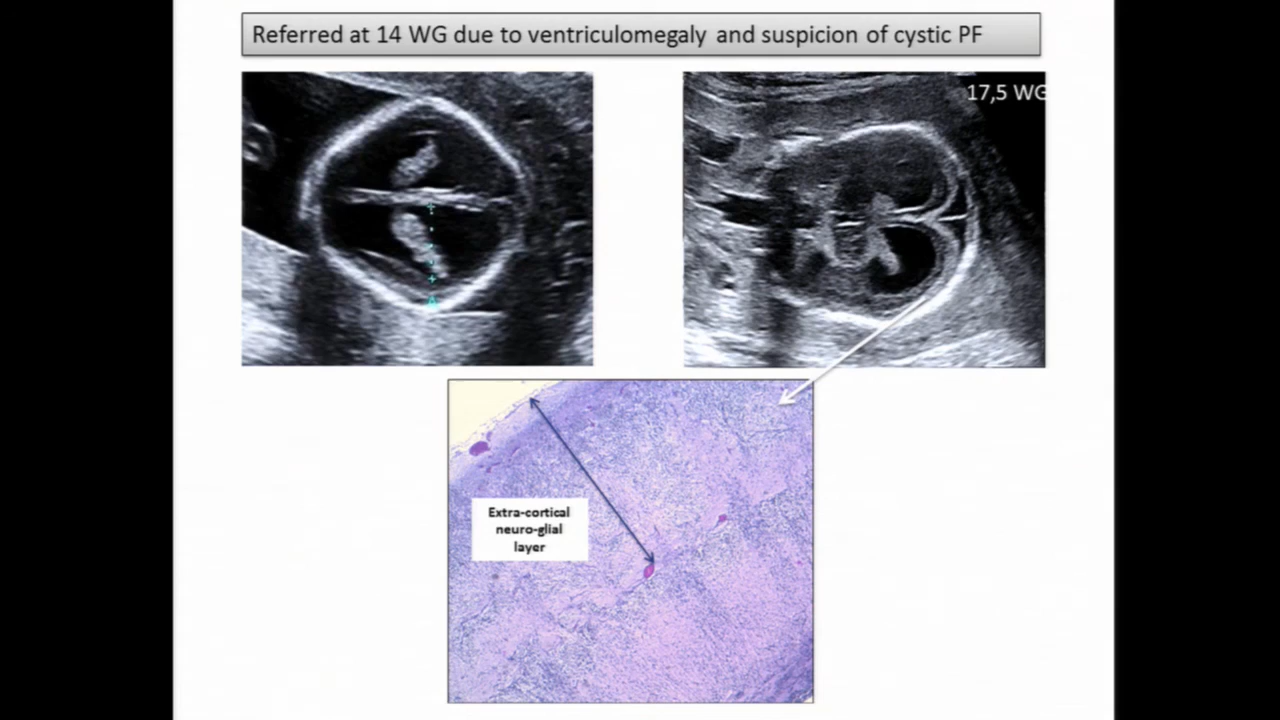 Referred at 14 WG due to ventriculomegaly and suspicion of cystic PF
17,5 WG
Extra-cortical
neuro-glial
layer